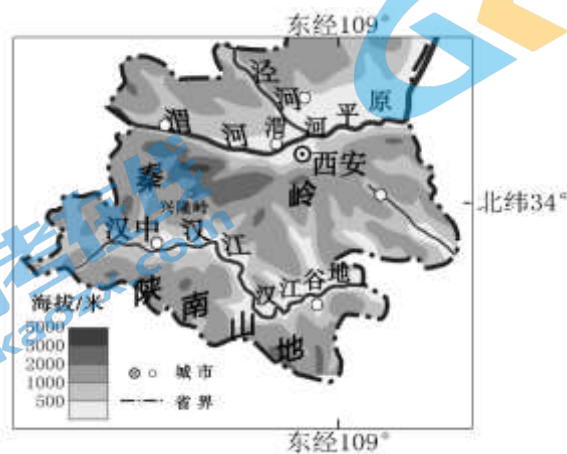 东经109°
泾河
渭河
渭河平原
西安
秦岭
兴隆岭
北纬34°
汉中
汉江
汉江谷地
陕南山地
海拔/米
5000
3000
2000
1000
500
城市
省界
东经109°